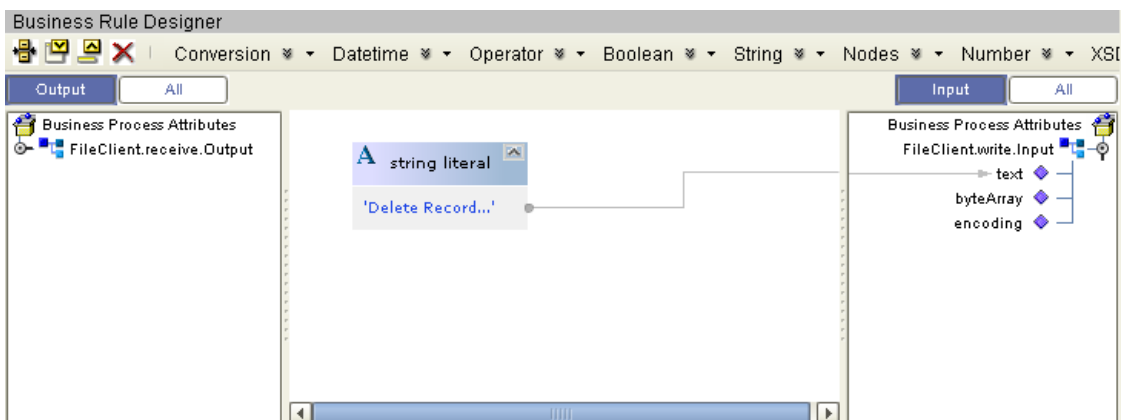 Business Rule Designer
Conversion Datetime Operator Boolean String Nodes Number XSD
Output All Input All
Business Process Attributes
FileClient.receive.Output
A string literal
'Delete Record...'
Business Process Attributes
FileClient.write.Input
text
byteArray
encoding